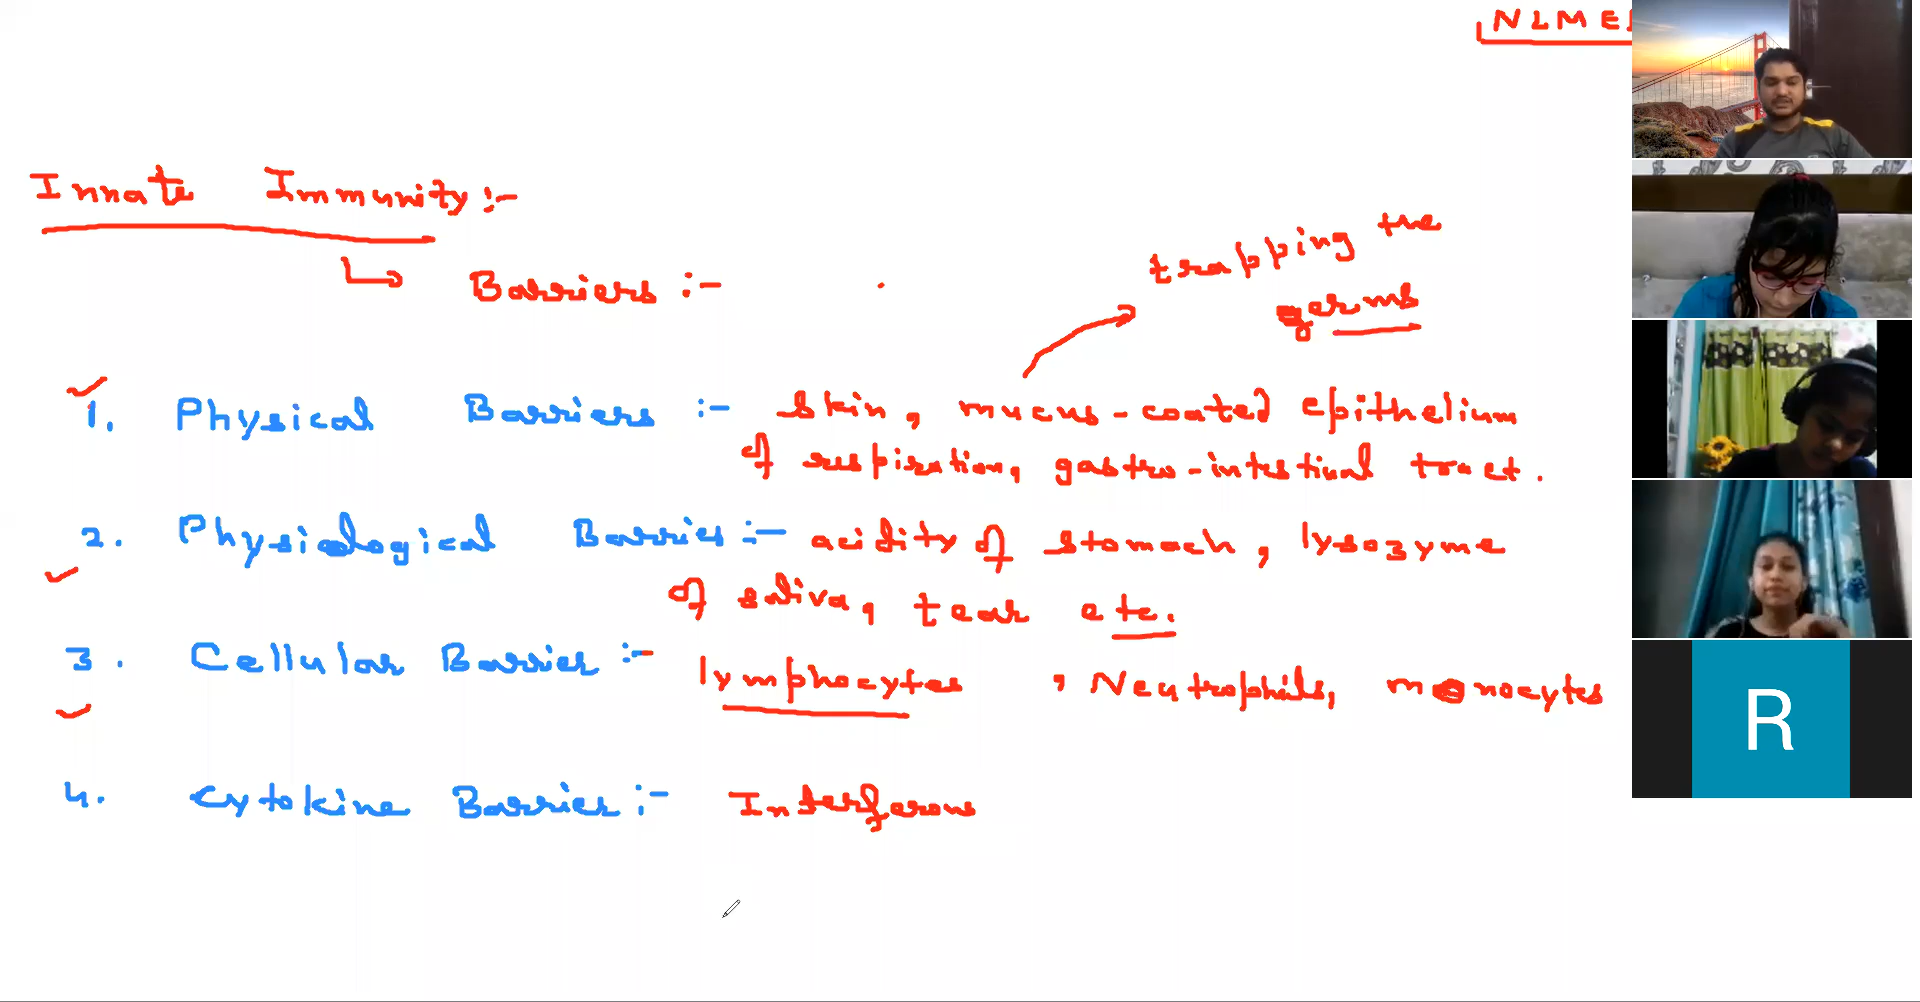 NLME
Innate Immunity :-
Barriers :-
trapping the
germs
1. Physical Barriers :- Skin, mucus-coated epithelium
of respiration, gastro-intestinal tract.
2. Physiological Barrier :- acidity of stomach, lysozyme
of saliva, tear etc.
3. Cellular Barrier :- lymphocytes, Neutrophils, monocytes
4. Cytokine Barrier :- Interferons
R